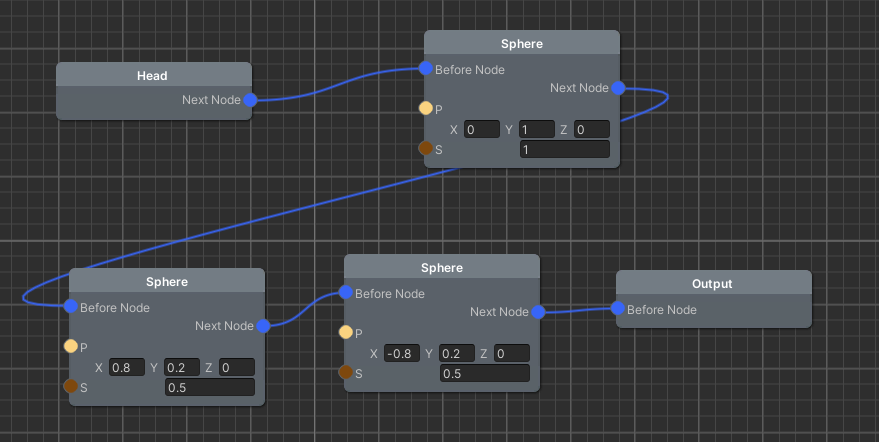 Head
Next Node
Sphere
Before Node
Next Node
P
X 0 Y 1 Z 0
S 1
Sphere
Before Node
Next Node
P
X 0.8 Y 0.2 Z 0
S 0.5
Sphere
Before Node
Next Node
P
X -0.8 Y 0.2 Z 0
S 0.5
Output
Before Node